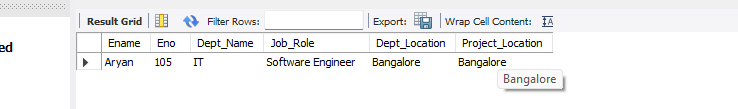 ed
Result Grid Filter Rows: Export: Wrap Cell Content:
Ename Eno Dept_Name Job_Role Dept_Location Project_Location
Aryan 105 IT Software Engineer Bangalore Bangalore
Bangalore